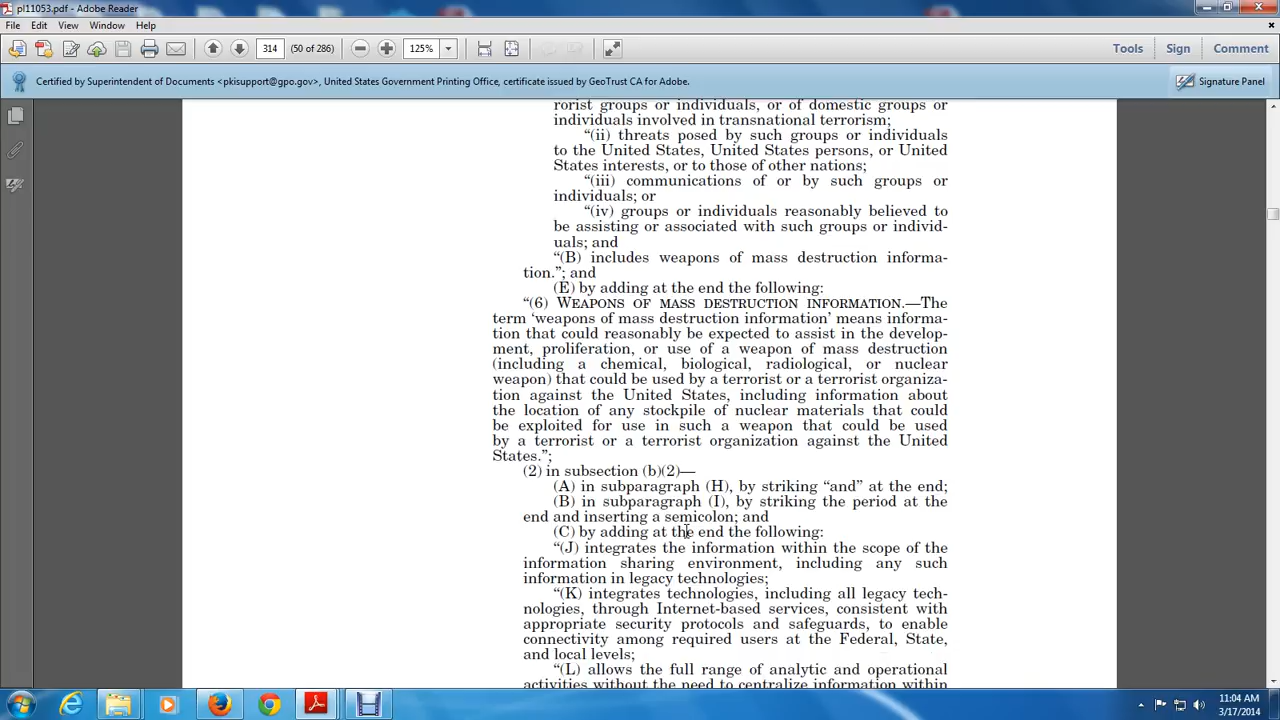 pl11053.pdf - Adobe Reader
File Edit View Window Help
314 (50 of 286) 125% Tools Sign Comment
Certified by Superintendent of Documents <pkisupport@gpo.gov>, United States Government Printing Office, certificate issued by GeoTrust CA for Adobe. Signature Panel
rorist groups or individuals, or of domestic groups or
individuals involved in transnational terrorism;
“(ii) threats posed by such groups or individuals
to the United States, United States persons, or United
States interests, or to those of other nations;
“(iii) communications of or by such groups or
individuals; or
“(iv) groups or individuals reasonably believed to
be assisting or associated with such groups or individ-
uals; and
“(B) includes weapons of mass destruction informa-
tion.”; and
(E) by adding at the end the following:
“(6) WEAPONS OF MASS DESTRUCTION INFORMATION.—The
term ‘weapons of mass destruction information’ means informa-
tion that could reasonably be expected to assist in the develop-
ment, proliferation, or use of a weapon of mass destruction
(including a chemical, biological, radiological, or nuclear
weapon) that could be used by a terrorist or a terrorist organiza-
tion against the United States, including information about
the location of any stockpile of nuclear materials that could
be exploited for use in such a weapon that could be used
by a terrorist or a terrorist organization against the United
States.”;
(2) in subsection (b)(2)—
(A) in subparagraph (H), by striking “and” at the end;
(B) in subparagraph (I), by striking the period at the
end and inserting a semicolon; and
(C) by adding at the end the following:
“(J) integrates the information within the scope of the
information sharing environment, including any such
information in legacy technologies;
“(K) integrates technologies, including all legacy tech-
nologies, through Internet-based services, consistent with
appropriate security protocols and safeguards, to enable
connectivity among required users at the Federal, State,
and local levels;
“(L) allows the full range of analytic and operational
activities without the need to centralize information within
11:04 AM
3/17/2014